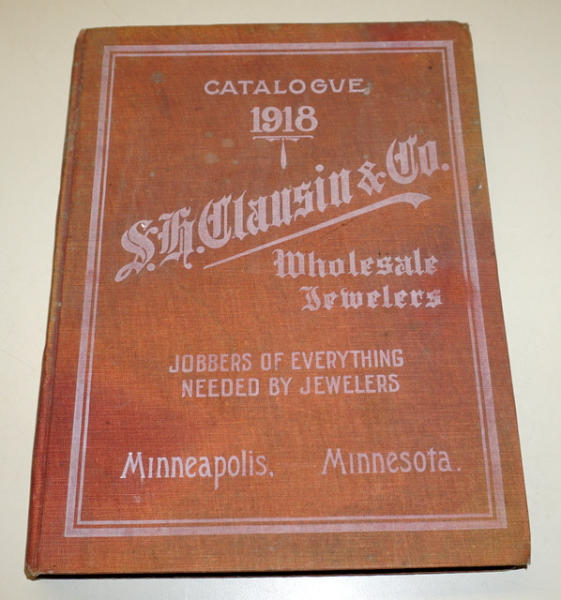 CATALOGUE
1918
S.H. Clausin & Co.
Wholesale
Jewelers
JOBBERS OF EVERYTHING
NEEDED BY JEWELERS
Minneapolis, Minnesota.